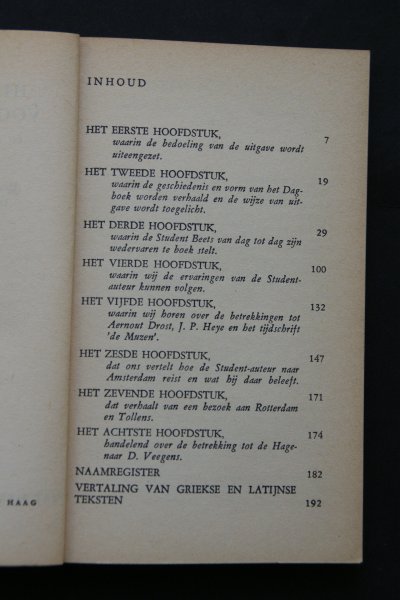 INHOUD
HET EERSTE HOOFDSTUK,
waarin de bedoeling van de uitgave wordt 7
uiteengezet.
HET TWEEDE HOOFDSTUK, 19
waarin de geschiedenis en vorm van het Dag-
boek worden verhaald en de wijze van uit-
gave wordt toegelicht.
HET DERDE HOOFDSTUK, 29
waarin de Student Beets van dag tot dag zijn
wedervaren te boek stelt.
HET VIERDE HOOFDSTUK, 100
waarin wij de ervaringen van de Student-
auteur kunnen volgen.
HET VIJFDE HOOFDSTUK, 132
waarin wij horen over de betrekkingen tot
Aernout Drost, J. P. Heye en het tijdschrift
'de Muzen'.
HET ZESDE HOOFDSTUK, 147
dat ons vertelt hoe de Student-auteur naar
Amsterdam reist en wat hij daar beleeft.
HET ZEVENDE HOOFDSTUK, 171
dat verhaalt van een bezoek aan Rotterdam
en Tollens.
HET ACHTSTE HOOFDSTUK, 174
handelend over de betrekking tot de Hage-
naar D. Veegens.
NAAMREGISTER 182
VERTALING VAN GRIEKSE EN LATIJNSE
TEKSTEN 192
HAAG